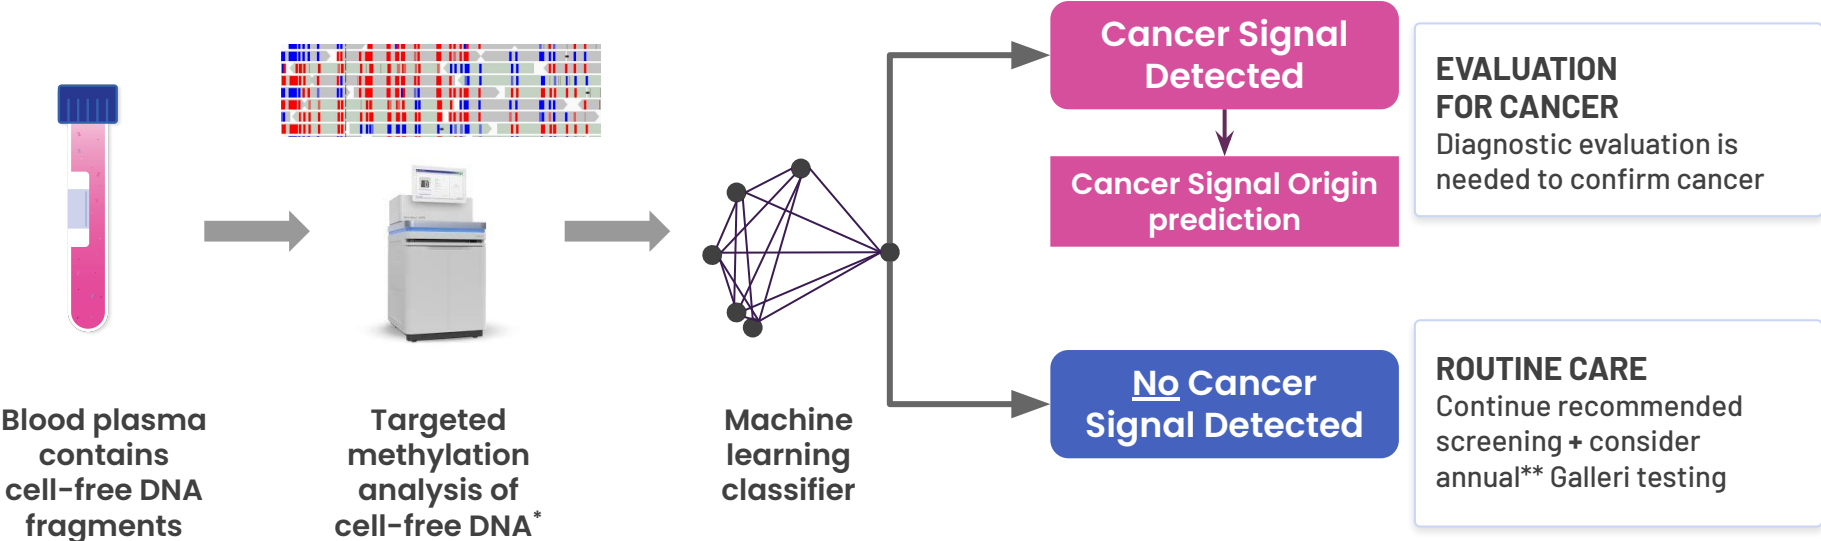 Blood plasma
contains
cell-free DNA
fragments
Targeted
methylation
analysis of
cell-free DNA*
Machine
learning
classifier
Cancer Signal
Detected
Cancer Signal Origin
prediction
EVALUATION
FOR CANCER
Diagnostic evaluation is
needed to confirm cancer
No Cancer
Signal Detected
ROUTINE CARE
Continue recommended
screening + consider
annual** Galleri testing